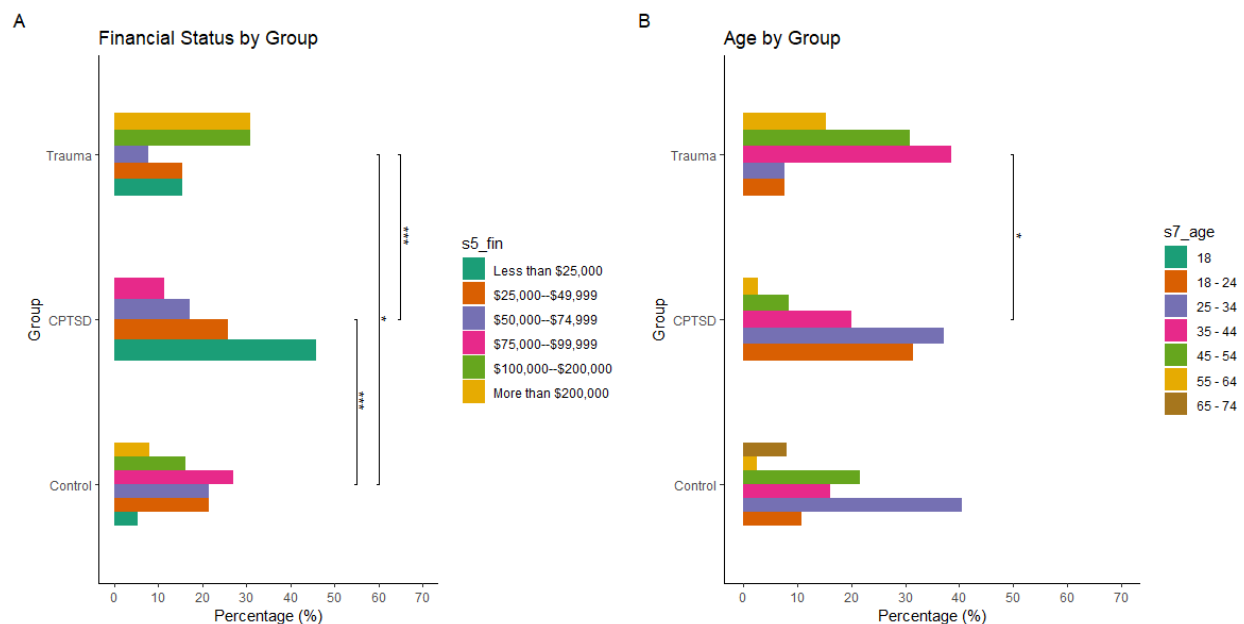 A
Financial Status by Group
Group
Trauma
CPTSD
Control
***
*
***
0 10 20 30 40 50 60 70
Percentage (%)
s5_fin
Less than $25,000
$25,000--$49,999
$50,000--$74,999
$75,000--$99,999
$100,000--$200,000
More than $200,000
B
Age by Group
Group
Trauma
CPTSD
Control
*
0 10 20 30 40 50 60 70
Percentage (%)
s7_age
18
18 - 24
25 - 34
35 - 44
45 - 54
55 - 64
65 - 74